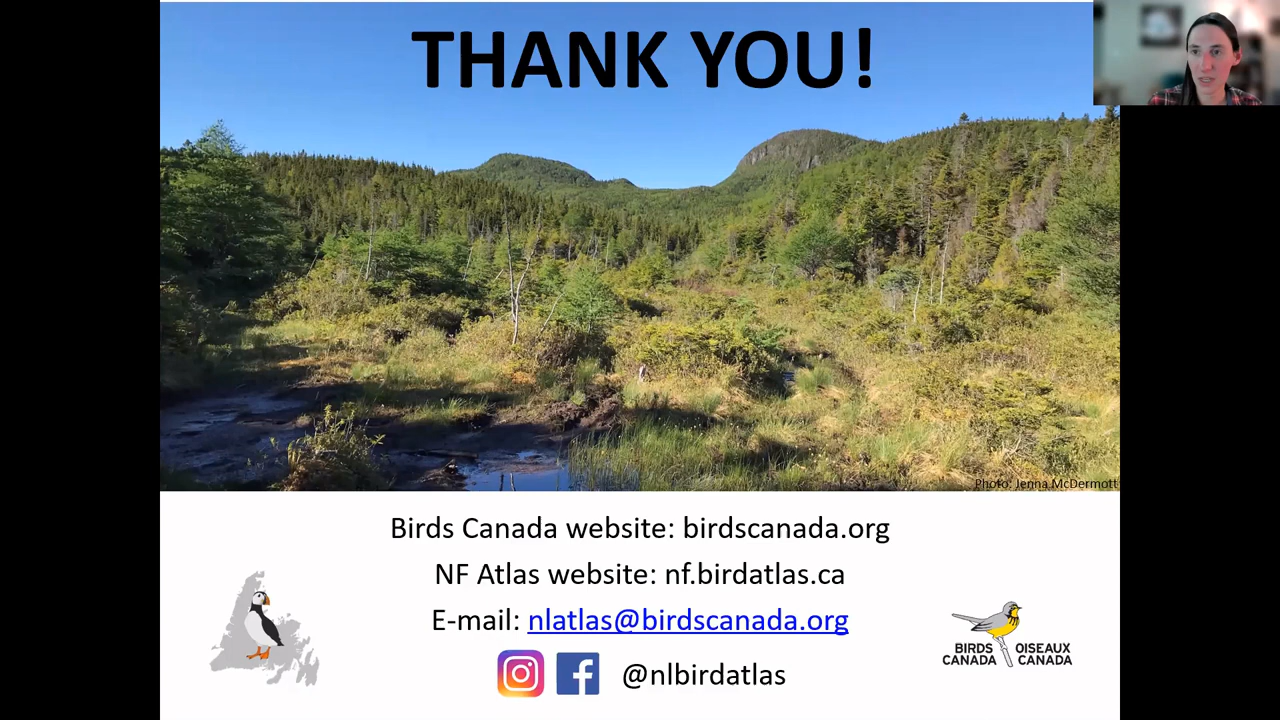 THANK YOU!
Photo: Jenna McDermott
Birds Canada website: birdscanada.org
NF Atlas website: nf.birdatlas.ca
E-mail: nlatlas@birdscanada.org
@nlbirdatlas
BIRDS OISEAUX
CANADA CANADA